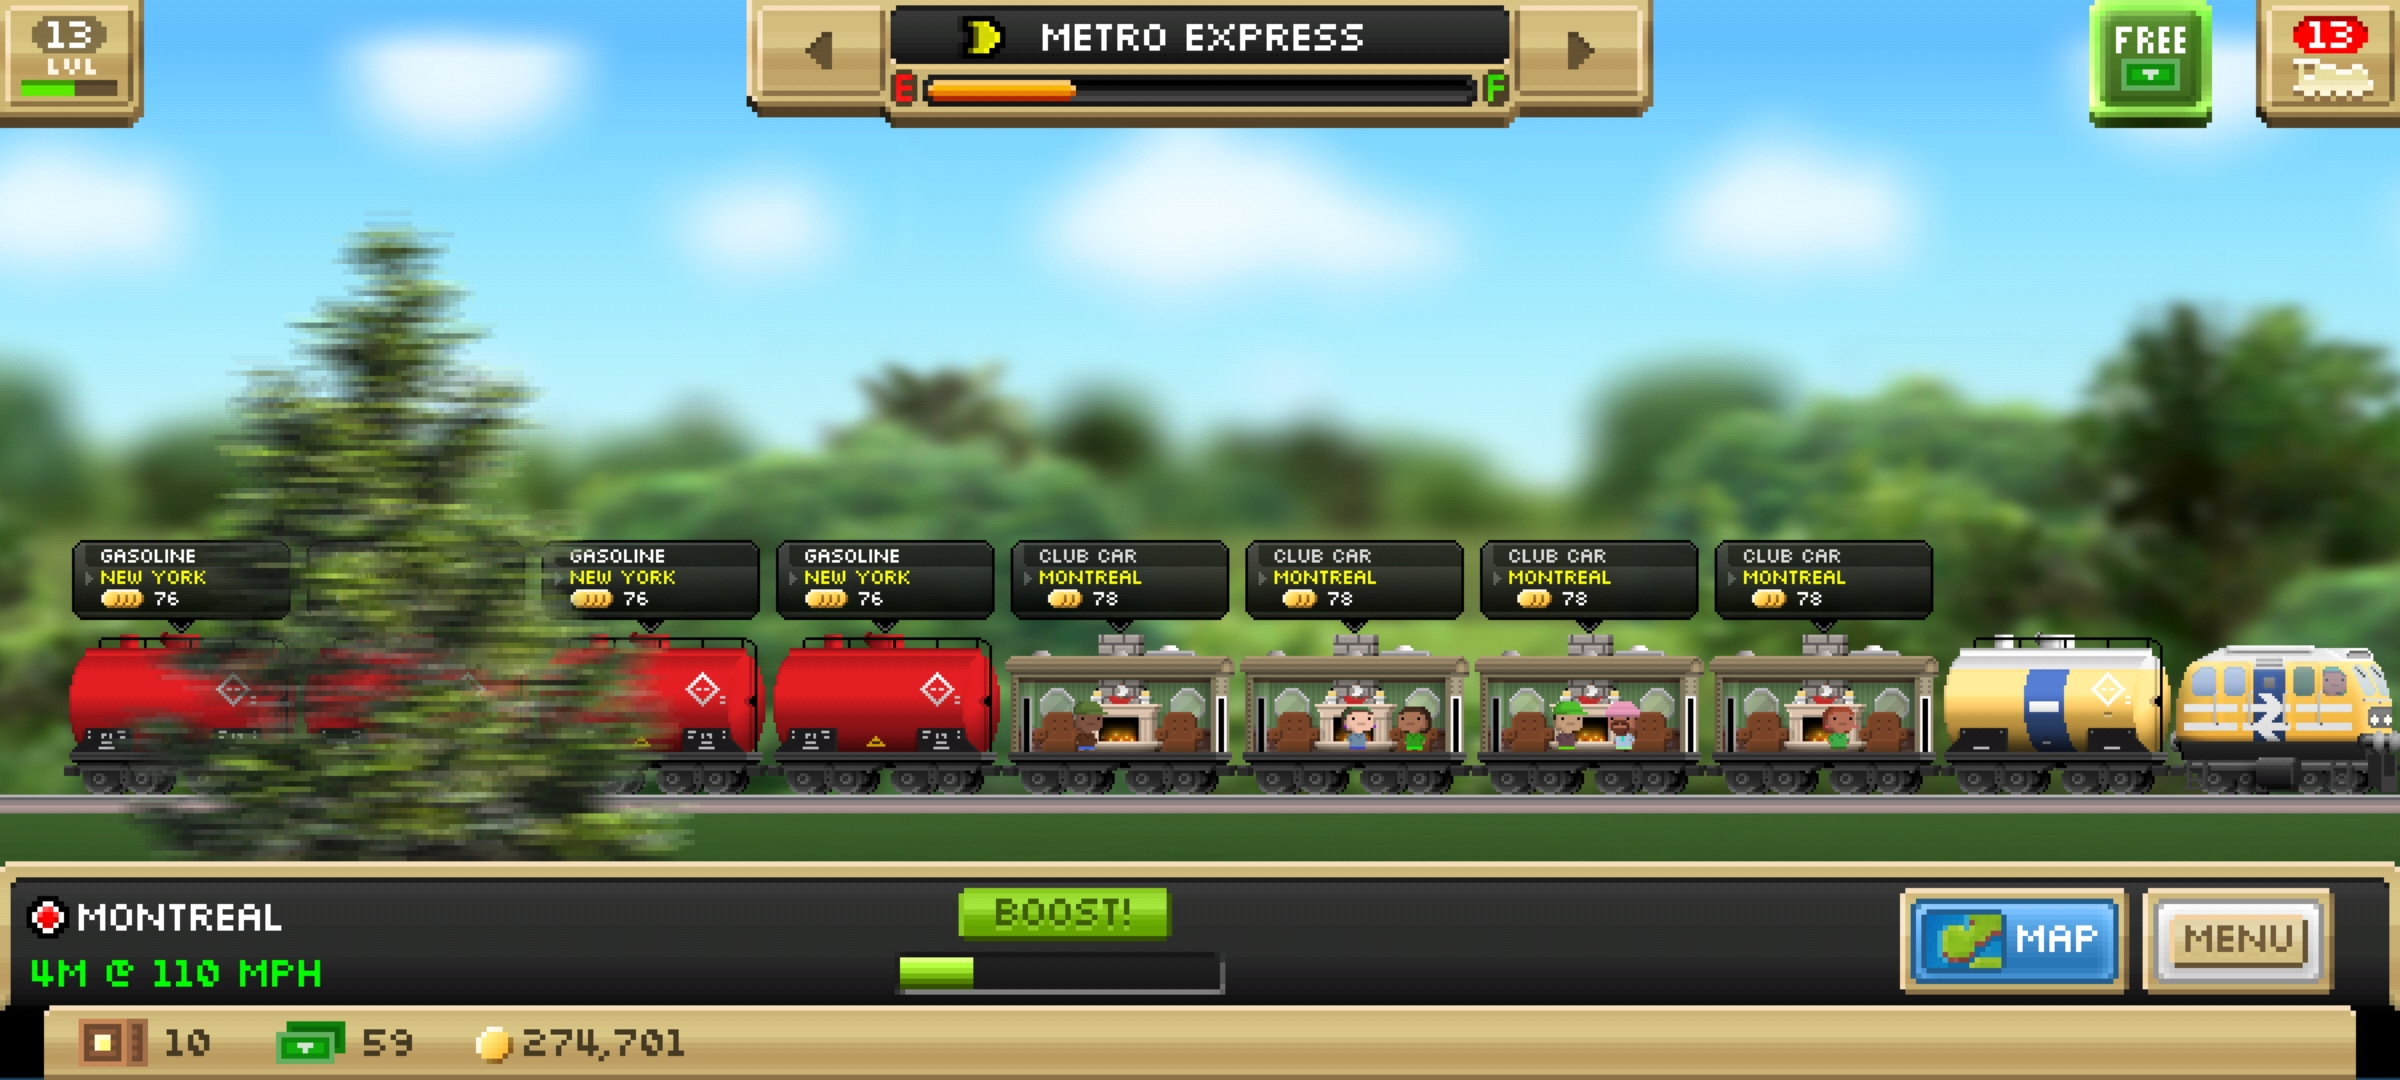 13
LVL
METRO EXPRESS
E F
FREE
13
GASOLINE
NEW YORK
76
GASOLINE
NEW YORK
76
GASOLINE
NEW YORK
76
CLUB CAR
MONTREAL
78
CLUB CAR
MONTREAL
78
CLUB CAR
MONTREAL
78
CLUB CAR
MONTREAL
78
MONTREAL
4M @ 110 MPH
BOOST!
MAP
MENU
10
59
274,701